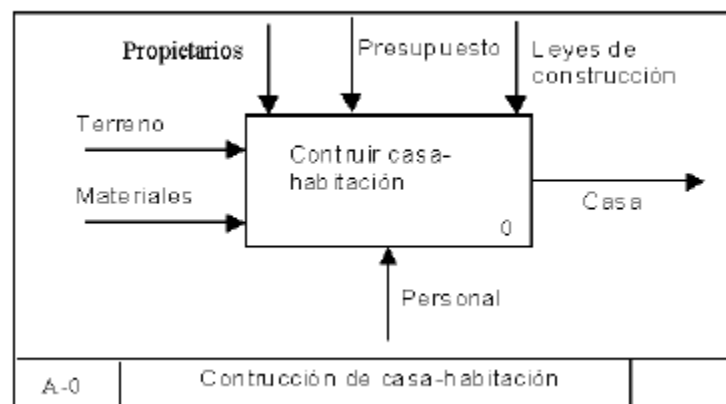 Propietarios
Presupuesto
Leyes de
construcción
Terreno
Contruir casa-
habitación
Materiales
Casa
0
Personal
A-0
Contrucción de casa-habitación